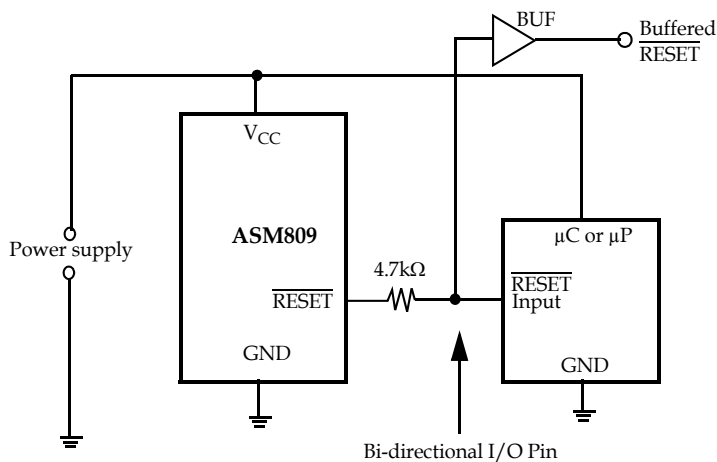 BUF
Buffered
RESET
VCC
ASM809
µC or µP
Power supply
4.7kΩ
RESET
RESET
Input
GND
GND
Bi-directional I/O Pin